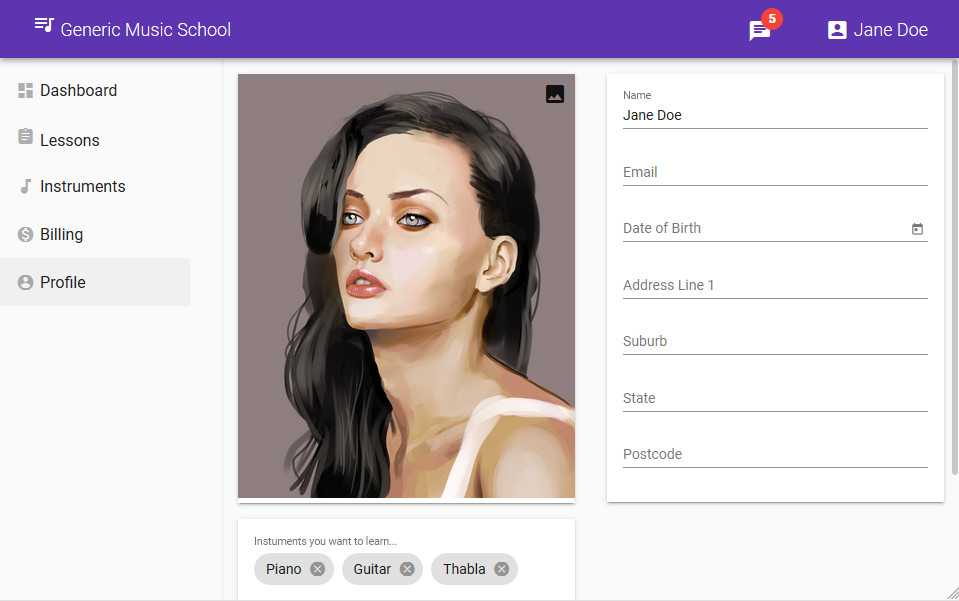 Generic Music School
5
Jane Doe
Dashboard
Lessons
Instruments
Billing
Profile
Name
Jane Doe
Email
Date of Birth
Address Line 1
Suburb
State
Postcode
Instuments you want to learn...
Piano
Guitar
Thabla